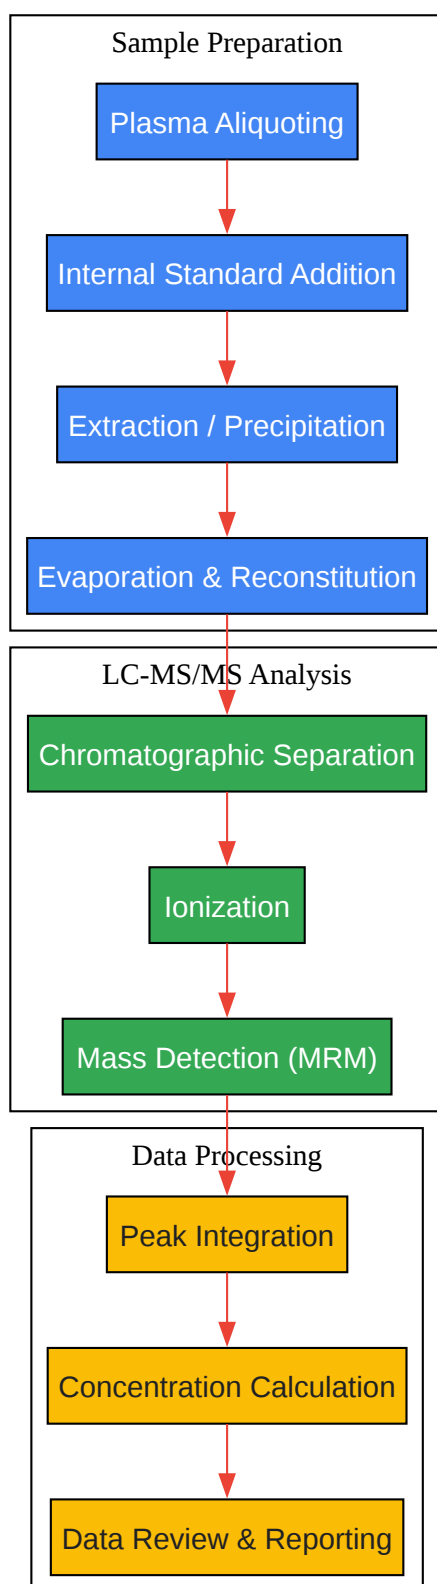 Sample Preparation
Plasma Aliquoting
Internal Standard Addition
Extraction / Precipitation
Evaporation & Reconstitution
LC-MS/MS Analysis
Chromatographic Separation
Ionization
Mass Detection (MRM)
Data Processing
Peak Integration
Concentration Calculation
Data Review & Reporting